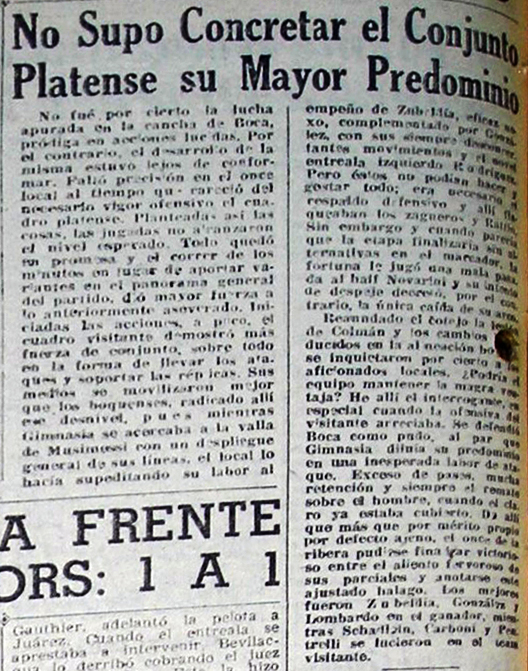 No Supo Concretar el Conjunto
Platense su Mayor Predominio
No fué por cierto la lucha
apurada en la cancha de Boca,
pródiga en acciones lucidas. Por
el contrario, el desarrollo de la
misma estuvo lejos de confor-
mar. Faltó precisión en el once
local al tiempo que careció del
necesario vigor ofensivo el cua-
dro platense. Planteadas así las
cosas, las jugadas no alcanzaron
el nivel esperado. Todo quedó
en promesa y el correr de los
minutos en lugar de aportar va-
riantes en el panorama general
del partido, dió mayor fuerza a
lo anteriormente aseverado. Ini-
ciadas las acciones, a poco, el
cuadro visitante demostró más
fuerza de conjunto, sobre todo
en la forma de llevar los ata-
ques y soportar las réplicas. Sus
medios se movilizaron mejor
que los boquenses, radicado allí
ese desnivel, pues mientras
Gimnasia se acercaba a la valla
de Musimessi con un despliegue
general de sus líneas, el local lo
hacía supeditando su labor al
empeño de Zubeldía, eficaz
xo, complementado por
lez, con sus siempre
tantes movimientos y el
entreala izquierdo
Pero éstos no podían hacer y
gestar todo; era necesario
respaldo defensivo y allí
queaban los zagueros y
Sin embargo y cuando parecía
que la etapa finalizaría sin al-
ternativas en el marcador, la
fortuna le jugó una mala pasa-
da al half Novarini y su intento
de despeje decretó, por el con-
trario, la única caída de su arco.
Reanudado el cotejo la lesión
de Colmán y los cambios
ducidos en la alineación
se inquietaron por cierto a los
aficionados locales. ¿Podría el
equipo mantener la magra ven-
taja? He allí el interrogante, en
especial cuando la ofensiva del
visitante arreciaba. Se defendió
Boca como pudo, al par que
Gimnasia diluía su predominio
en una inesperada labor de ata-
que. Exceso de pases, mucha
retención y siempre el remate
sobre el hombre, cuando el cla-
ro ya estaba cubierto. De allí
que más que por mérito propio
por defecto ajeno, el once de la
ribera pudiese finalizar victorio-
so entre el aliento fervoroso de
sus parciales y anotarse este
ajustado halago. Los mejores
fueron Zubeldía, González y
Lombardo en el ganador, mien-
tras Schadlzin, Carboni y Pen-
trelli se lucieron en el team
visitante.
A FRENTE
ORS: 1 A 1
Gauthier, adelantó la pelota a
Juárez. Cuando el entreala se
aprestaba a intervenir, Bevilac-
lo derribó cobrando el juez